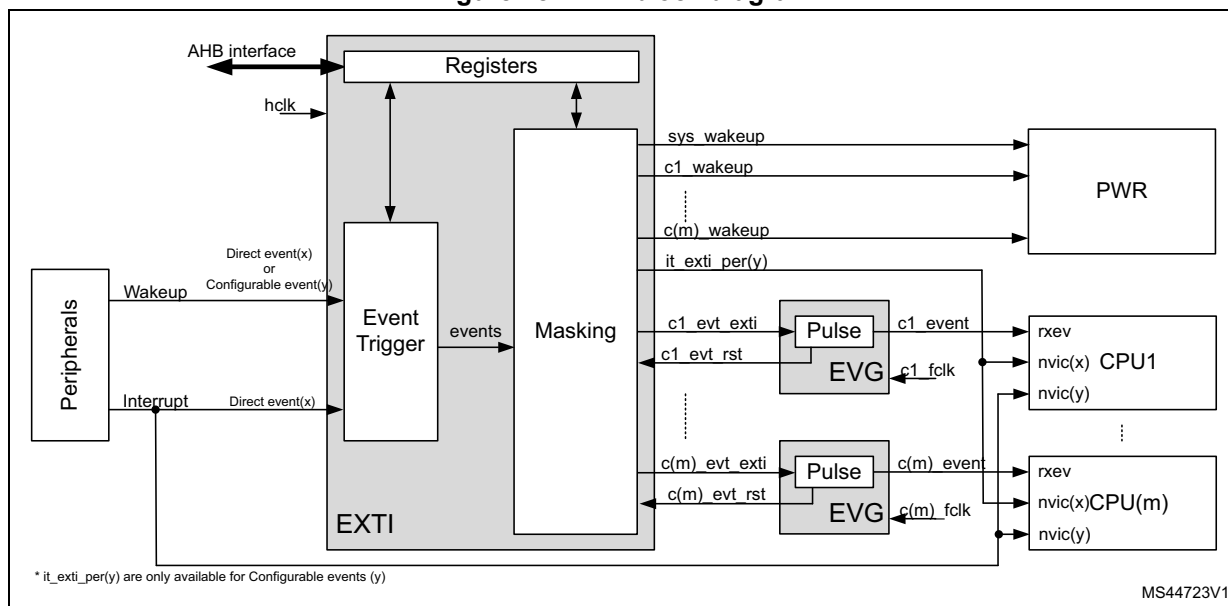 AHB interface
Registers
hclk
sys_wakeup
c1_wakeup
PWR
c(m)_wakeup
it_exti_per(y)
Direct event(x)
or
Configurable event(y)
Wakeup
Peripherals
Event
Trigger
events
Masking
c1_evt_exti
Pulse
c1_event
rxev
c1_evt_rst
EVG
c1_fclk
nvic(x)
CPU1
nvic(y)
Interrupt
Direct event(x)
c(m)_evt_exti
Pulse
c(m)_event
rxev
c(m)_evt_rst
EVG
c(m)_fclk
nvic(x)
CPU(m)
nvic(y)
EXTI
* it_exti_per(y) are only available for Configurable events (y)
MS44723V1